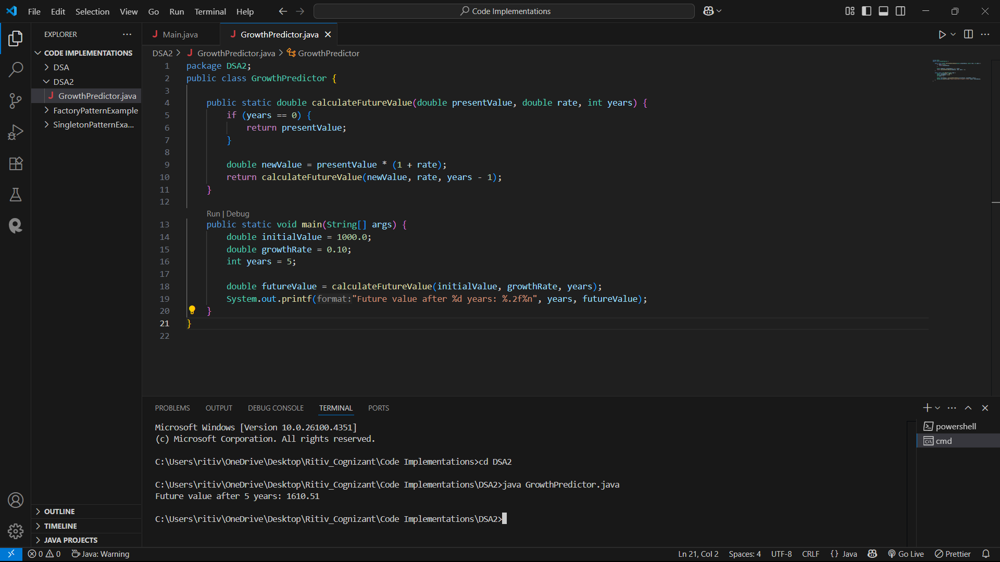 File Edit Selection View Go Run Terminal Help
Code Implementations
EXPLORER
CODE IMPLEMENTATIONS
DSA
DSA2
J GrowthPredictor.java
FactoryPatternExample
SingletonPatternExa...
OUTLINE
TIMELINE
JAVA PROJECTS
J Main.java
J GrowthPredictor.java
DSA2 > J GrowthPredictor.java > GrowthPredictor
1 package DSA2;
2 public class GrowthPredictor {
3
4 public static double calculateFutureValue(double presentValue, double rate, int years) {
5 if (years == 0) {
6 return presentValue;
7 }
8
9 double newValue = presentValue * (1 + rate);
10 return calculateFutureValue(newValue, rate, years - 1);
11 }
12
Run | Debug
13 public static void main(String[] args) {
14 double initialValue = 1000.0;
15 double growthRate = 0.10;
16 int years = 5;
17
18 double futureValue = calculateFutureValue(initialValue, growthRate, years);
19 System.out.printf(format:"Future value after %d years: %.2f%n", years, futureValue);
20 }
21 }
22
PROBLEMS OUTPUT DEBUG CONSOLE TERMINAL PORTS
Microsoft Windows [Version 10.0.26100.4351]
(c) Microsoft Corporation. All rights reserved.
C:\Users\ritiv\OneDrive\Desktop\Ritiv_Cognizant\Code Implementations>cd DSA2
C:\Users\ritiv\OneDrive\Desktop\Ritiv_Cognizant\Code Implementations\DSA2>java GrowthPredictor.java
Future value after 5 years: 1610.51
C:\Users\ritiv\OneDrive\Desktop\Ritiv_Cognizant\Code Implementations\DSA2>
powershell
cmd
0 0 Java: Warning
Ln 21, Col 2 Spaces: 4 UTF-8 CRLF {} Java Go Live Prettier